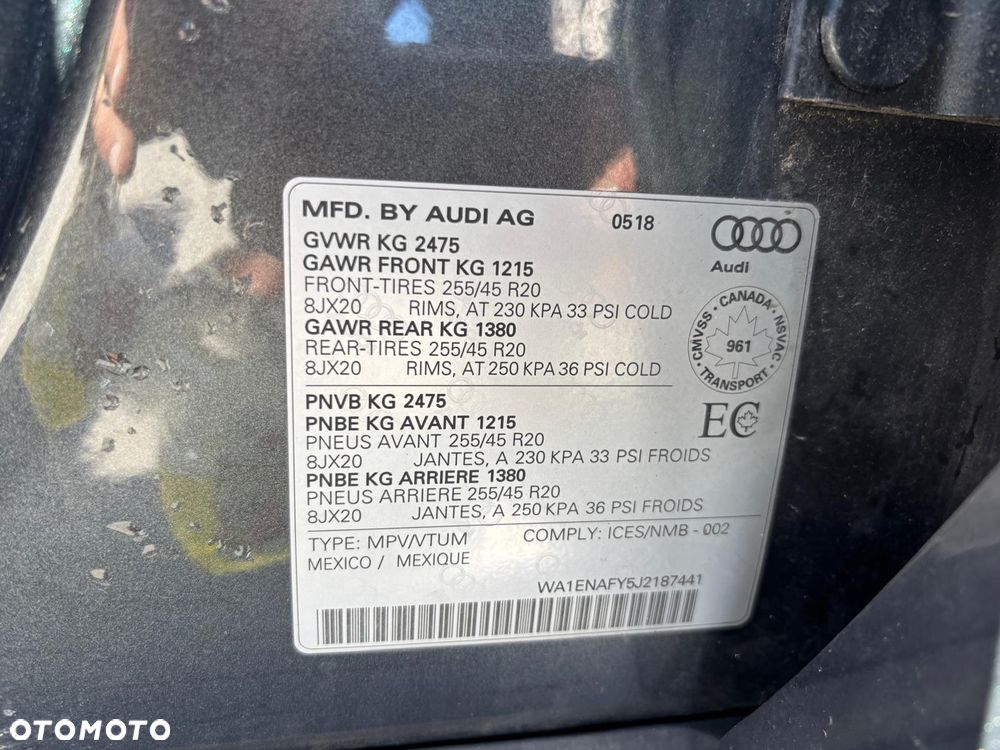 MFD. BY AUDI AG 0518
GVWR KG 2475
GAWR FRONT KG 1215
Audi
FRONT-TIRES 255/45 R20
8JX20 RIMS, AT 230 KPA 33 PSI COLD
GAWR REAR KG 1380
REAR-TIRES 255/45 R20
8JX20 RIMS, AT 250 KPA 36 PSI COLD
CANADA
CMVSS
NSVAC
961
TRANSPORT
PNVB KG 2475
PNBE KG AVANT 1215
EC
PNEUS AVANT 255/45 R20
8JX20 JANTES, A 230 KPA 33 PSI FROIDS
PNBE KG ARRIERE 1380
PNEUS ARRIERE 255/45 R20
8JX20 JANTES, A 250 KPA 36 PSI FROIDS
TYPE: MPV/VTUM COMPLY: ICES/NMB - 002
MEXICO / MEXIQUE
WA1ENAFY5J2187441
OTOMOTO